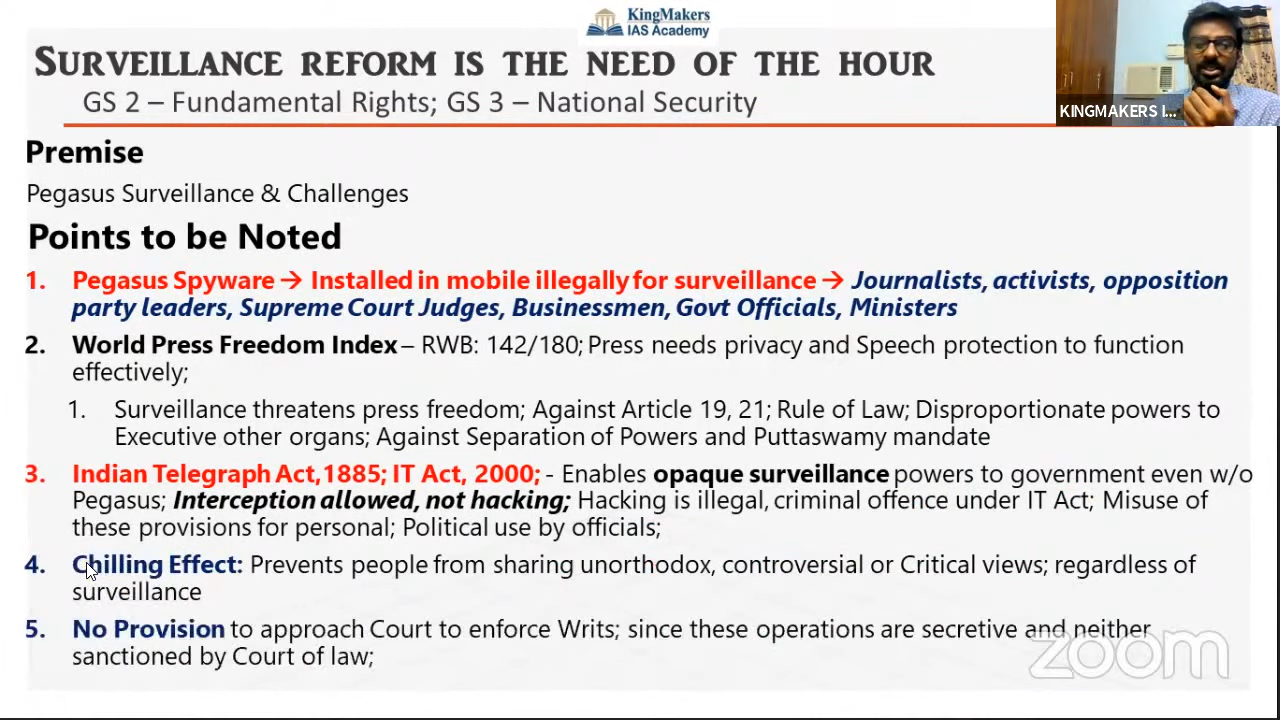 KingMakers
IAS Academy
SURVEILLANCE REFORM IS THE NEED OF THE HOUR
GS 2 – Fundamental Rights; GS 3 – National Security
KINGMAKERS I...
Premise
Pegasus Surveillance & Challenges
Points to be Noted
1. Pegasus Spyware → Installed in mobile illegally for surveillance → Journalists, activists, opposition
party leaders, Supreme Court Judges, Businessmen, Govt Officials, Ministers
2. World Press Freedom Index – RWB: 142/180; Press needs privacy and Speech protection to function
effectively;
1. Surveillance threatens press freedom; Against Article 19, 21; Rule of Law; Disproportionate powers to
Executive other organs; Against Separation of Powers and Puttaswamy mandate
3. Indian Telegraph Act,1885; IT Act, 2000; - Enables opaque surveillance powers to government even w/o
Pegasus; Interception allowed, not hacking; Hacking is illegal, criminal offence under IT Act; Misuse of
these provisions for personal; Political use by officials;
4. Chilling Effect: Prevents people from sharing unorthodox, controversial or Critical views; regardless of
surveillance
5. No Provision to approach Court to enforce Writs; since these operations are secretive and neither
sanctioned by Court of law;
zoom